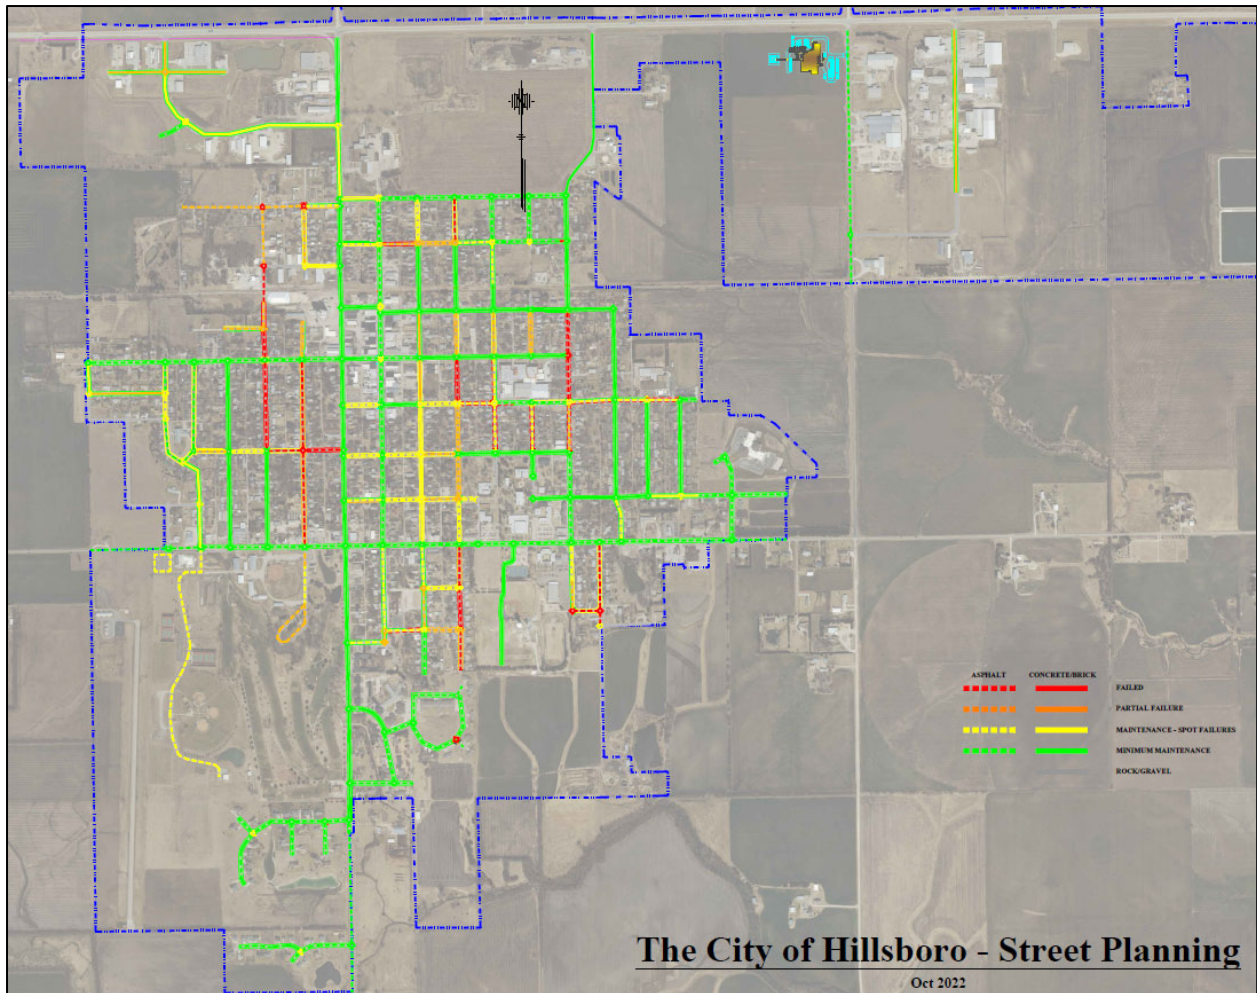 ASPHALT CONCRETE/BRICK
FAILED
PARTIAL FAILURE
MAINTENANCE - SPOT FAILURES
MINIMUM MAINTENANCE
ROCK/GRAVEL
The City of Hillsboro - Street Planning
Oct 2022